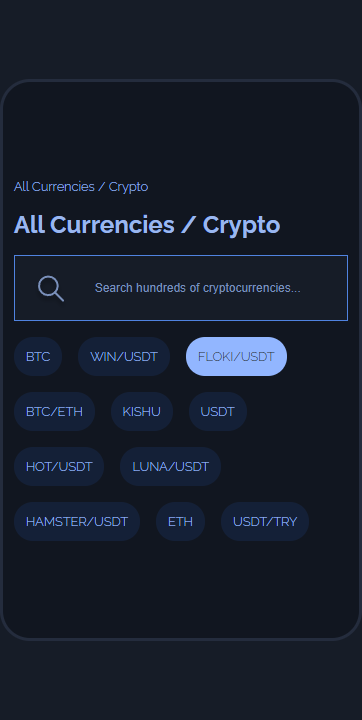 All Currencies / Crypto
All Currencies / Crypto
Search hundreds of cryptocurrencies...
BTC WIN/USDT FLOKI/USDT
BTC/ETH KISHU USDT
HOT/USDT LUNA/USDT
HAMSTER/USDT ETH USDT/TRY